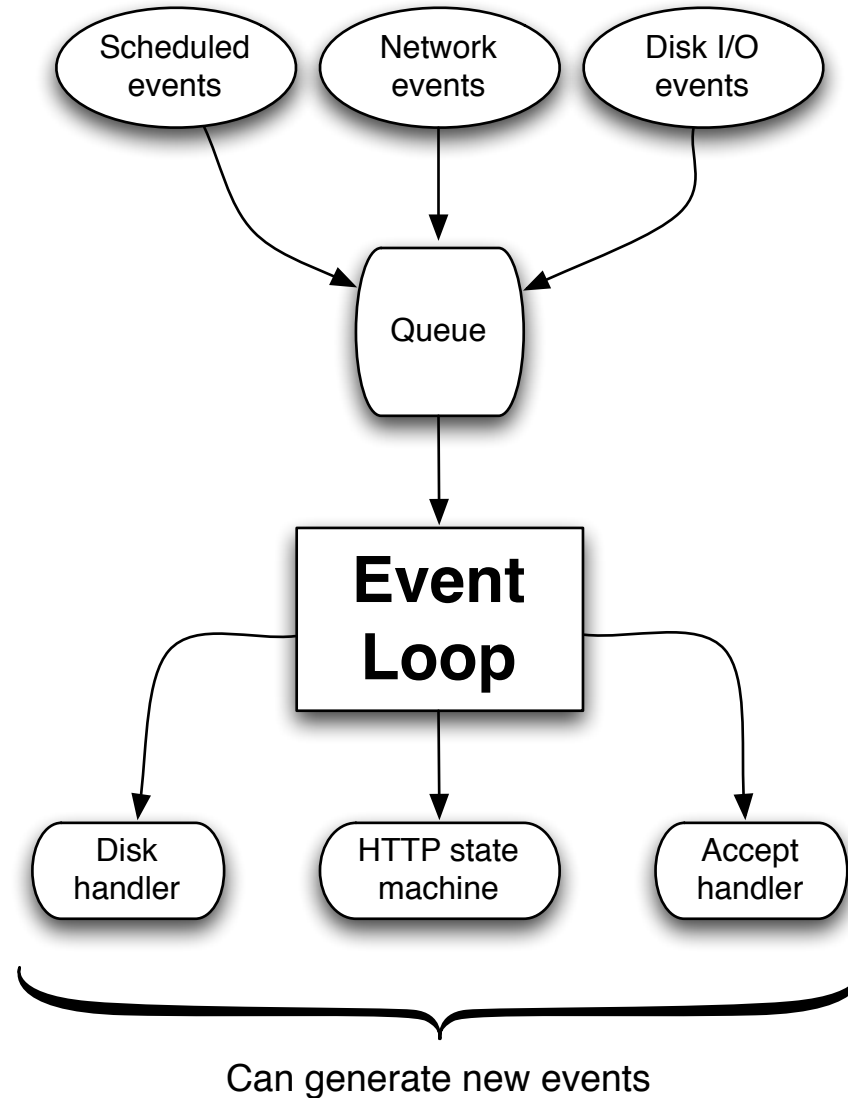 Scheduled
events
Network
events
Disk I/O
events
Queue
Event
Loop
Disk
handler
HTTP state
machine
Accept
handler
Can generate new events